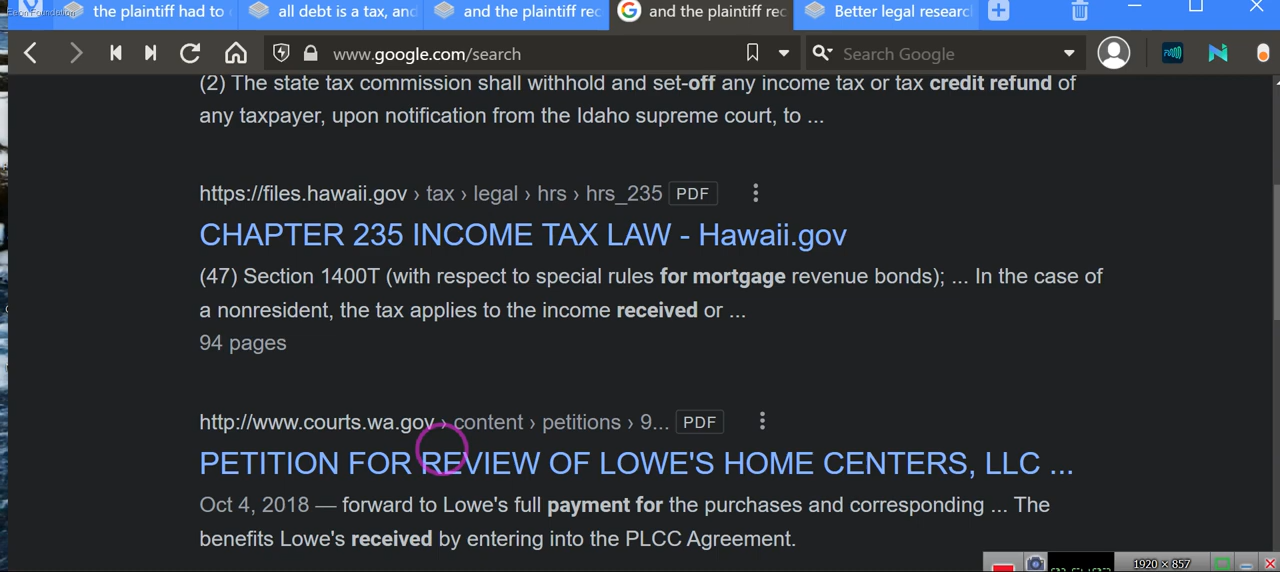 the plaintiff had to
all debt is a tax, and
and the plaintiff rec
and the plaintiff rec
Better legal research
www.google.com/search
Search Google
(2) The state tax commission shall withhold and set-off any income tax or tax credit refund of
any taxpayer, upon notification from the Idaho supreme court, to ...
https://files.hawaii.gov › tax › legal › hrs › hrs_235 PDF
CHAPTER 235 INCOME TAX LAW - Hawaii.gov
(47) Section 1400T (with respect to special rules for mortgage revenue bonds); ... In the case of
a nonresident, the tax applies to the income received or ...
94 pages
http://www.courts.wa.gov › content › petitions › 9... PDF
PETITION FOR REVIEW OF LOWE'S HOME CENTERS, LLC ...
Oct 4, 2018 — forward to Lowe's full payment for the purchases and corresponding ... The
benefits Lowe's received by entering into the PLCC Agreement.
1920 × 857